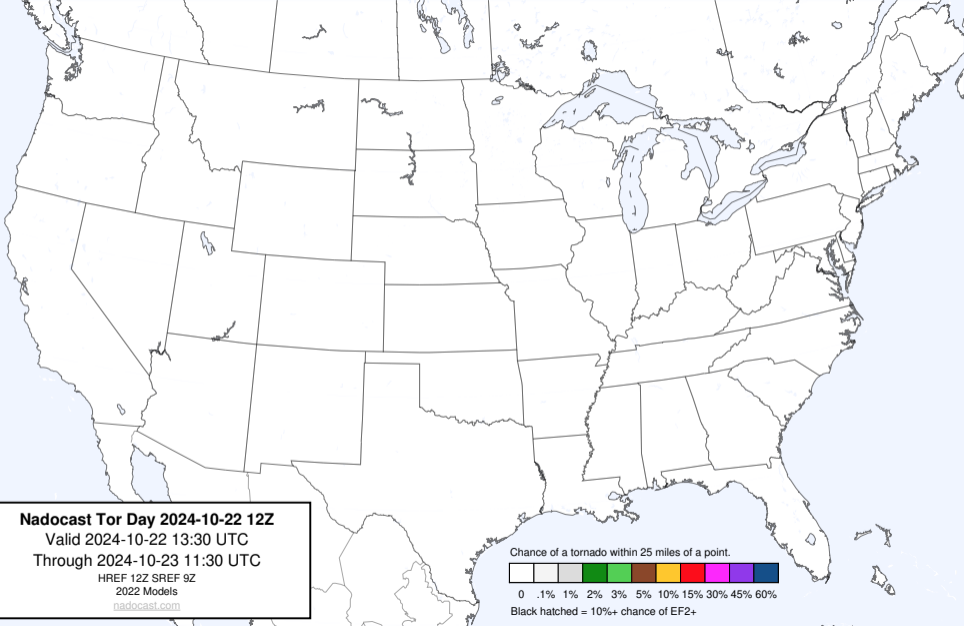 Nadocast Tor Day 2024-10-22 12Z
Valid 2024-10-22 13:30 UTC
Through 2024-10-23 11:30 UTC
HREF 12Z SREF 9Z
2022 Models
nadocast.com
Chance of a tornado within 25 miles of a point.
0 .1% 1% 2% 3% 5% 10% 15% 30% 45% 60%
Black hatched = 10%+ chance of EF2+